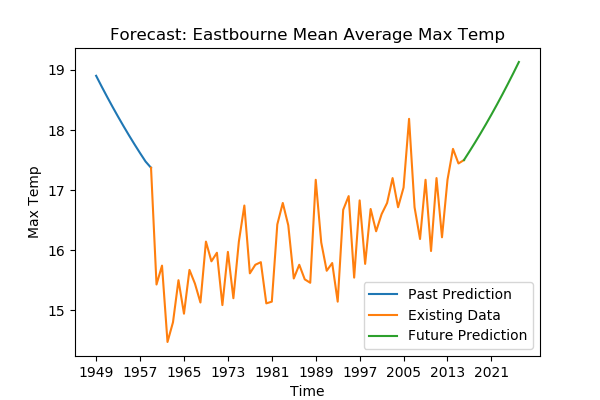 Forecast: Eastbourne Mean Average Max Temp
Max Temp
19
18
17
16
15
1949 1957 1965 1973 1981 1989 1997 2005 2013 2021
Time
Past Prediction
Existing Data
Future Prediction